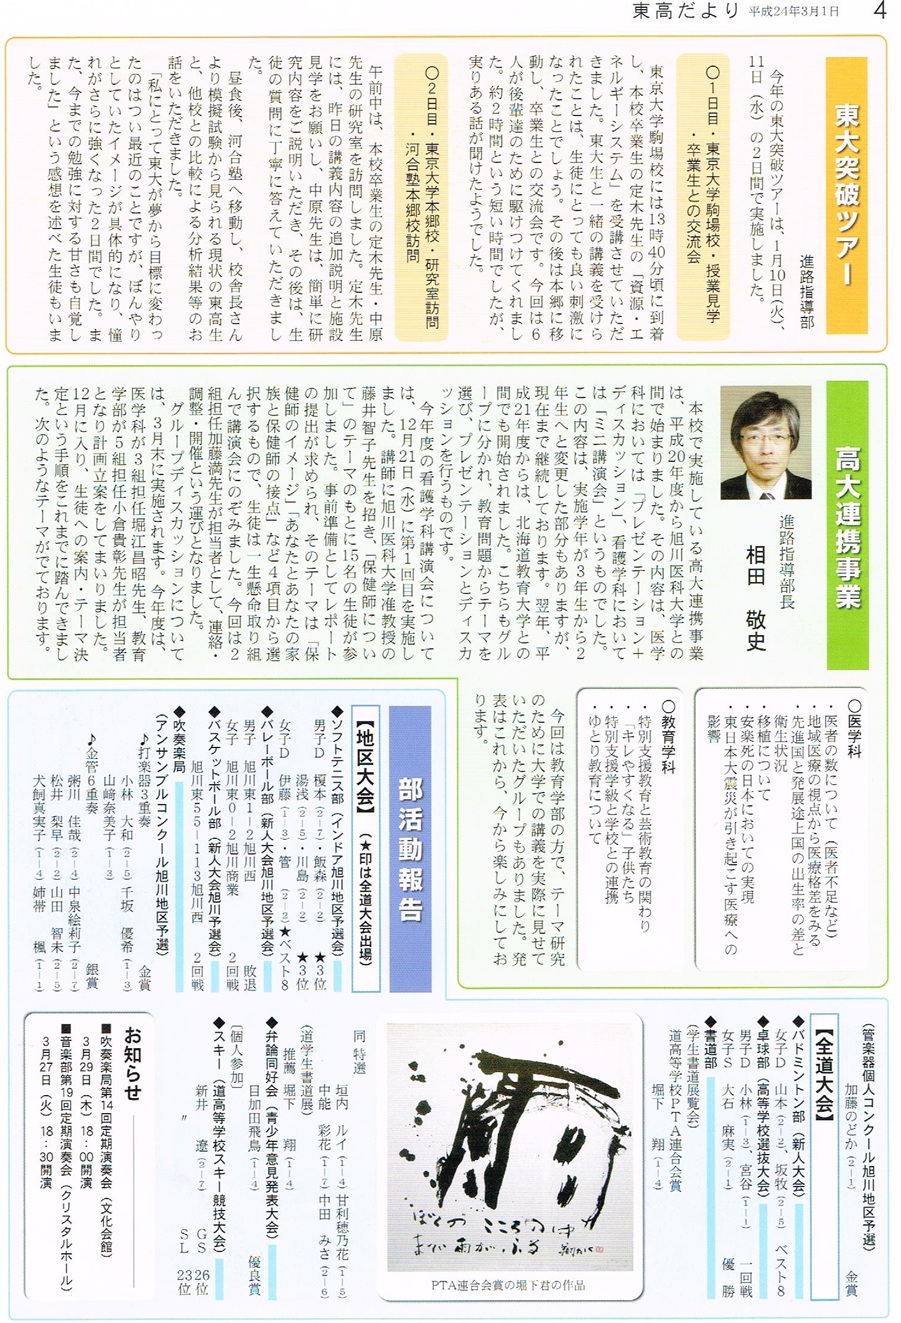 東高だより 平成24年3月1日 4
東大突破ツアー
進路指導部
今年の東大突破ツアーは、1月10日(火)、
11日(水)の2日間で実施しました。
○1日目・東京大学駒場校・授業見学
・卒業生との交流会
東京大学駒場校には13時40分頃に到着
し、本校卒業生の定木先生の「資源・エ
ネルギーシステム」を受講させていただ
きました。東大生と一緒の講義を受けら
れたことは、生徒にとっても良い刺激に
なったことでしょう。その後は本郷に移
動し、卒業生との交流会です。今回は6
人が後輩達のために駆けつけてくれまし
た。約2時間という短い時間でしたが、
実りある話が聞けたようでした。
○2日目・東京大学本郷校・研究室訪問
・河合塾本郷校訪問
午前中は、本校卒業生の定木先生・中原
先生の研究室を訪問しました。定木先生
には、昨日の講義内容の追加説明と施設
見学をお願いし、中原先生は、簡単に研
究内容をご説明いただき、その後は、生
徒の質問に丁寧に答えていただきまし
た。
昼食後、河合塾へ移動し、校舎長さん
より模擬試験から見られる現状の東高生
と、他校との比較による分析結果等のお
話をいただきました。
「私にとって東大が夢から目標に変わっ
たのはつい最近のことですが、ぼんやり
としていたイメージが具体的になり、憧
れがさらに強くなった2日間でした。ま
た、今までの勉強に対する甘さも自覚し
ました」という感想を述べた生徒もいま
した。
高大連携事業
進路指導部長
相田 敬史
本校で実施している高大連携事業
は、平成20年度から旭川医科大学との
間で始まりました。その内容は、医学
科においては「プレゼンテーション+
ディスカッション」、看護学科において
は「ミニ講演会」というものでした。
この内容は、実施学年が3年生から2
年生へと変更した部分もありますが、
現在まで継続しております。翌年、平
成21年度からは、北海道教育大学との
間でも開始されました。こちらもグル
ープに分かれ、教育問題からテーマを
選び、プレゼンテーションとディスカ
ッションを行うものです。
今年度の看護学科講演会について
は、12月21日(水)に第1回目を実施し
ました。講師に旭川医科大学准教授の
藤井智子先生を招き、「保健師につい
て」のテーマのもとに15名の生徒が参
加しました。事前準備としてレポート
の提出が求められ、そのテーマは「保
健師のイメージ」「あなたとあなたの家
族と保健師の接点」など4項目から選
択するもので、生徒は一生懸命取り組
んで講演会にのぞみました。今回は2
組担任加藤満先生が担当者として、連絡・
調整・開催という運びとなりました。
グループディスカッションについて
は、3月末に実施されます。今年度は、
医学科が3組担任堀江昌昭先生、教育
学部が5組担任小倉貴彰先生が担当者
となり計画立案をしてまいりました。
12月に入り、生徒への案内・テーマ決
定という手順をこれまでに踏んできまし
た。次のようなテーマがでております。
○医学科
・医者の数について(医者不足など)
・地域医療の視点から医療格差をみる
・先進国と発展途上国の出生率の差と
衛生状況
・移植について
・安楽死の日本においての実現
・東日本大震災が引き起こす医療への
影響
○教育学科
・特別支援教育と芸術教育の関わり
・「キレやすくなる」子供たち
・特別支援学級と学校との連携
・ゆとり教育について
今回は教育学部の方で、テーマ研究
のために大学での講義を実際に見せて
いただいたグループもありました。発
表はこれから、今から楽しみにしてお
ります。
部活動報告
【地区大会】 (★印は全道大会出場)
◆ソフトテニス部(インドア旭川地区予選会)
男子D 榎本(2-7)・飯森(2-2) ★3位
湯浅(2-5)・川島(2-2) ★3位
女子D 伊藤(1-3)・菅(2-2)★ベスト8
◆バレーボール部(新人大会旭川地区予選会)
男子 旭川東1-2旭川西 敗退
女子 旭川東0-2旭川商業 2回戦
◆バスケットボール部(新人大会旭川予選会)
旭川東55-113旭川西 2回戦
◆吹奏楽局
(アンサンブルコンクール旭川地区予選)
♪打楽器3重奏 金賞
小林 大和(2-5)千坂 優希(1-3)
山﨑奈美子(1-3)
♪金管6重奏 銀賞
粥川 佳哉(2-4)中泉絵莉子(2-7)
松井 梨早(2-2)山田 智未(2-5)
犬飼真実子(1-4)姉帯 楓(1-1)
(管楽器個人コンクール旭川地区予選)
加藤のどか(2-1) 金賞
【全道大会】
◆バドミントン部(新人大会)
女子D 山本(2-2)、坂牧(2-5) ベスト8
◆卓球部(高等学校選抜大会)
男子D 小林(1-3)、宮谷(1-1) 一回戦
女子S 大石 麻実(2-1) 優勝
◆書道部
(学生書道展覧会)
道高等学校PTA連合会賞
堀下 翔(1-4)
ぼくの こころの中は
まだ 雨が ふる
PTA連合会賞の堀下君の作品
同 特選
垣内 ルイ(1-4)甘利穂乃花(1-5)
中能 彩花(1-7)中田 みさ(2-6)
(道学生書道展)
推薦 堀下 翔(1-4)
◆弁論同好会(青少年意見発表大会)
目加田飛鳥(1-4) 優良賞
〔個人参加〕
◆スキー(道高等学校スキー競技大会)
新井 遼(2-7) GS26位
〃 SL23位
お知らせ
■吹奏楽局第14回定期演奏会(文化会館)
3月29日(木)18:00開演
■音楽部第19回定期演奏会(クリスタルホール)
3月27日(火)18:30開演